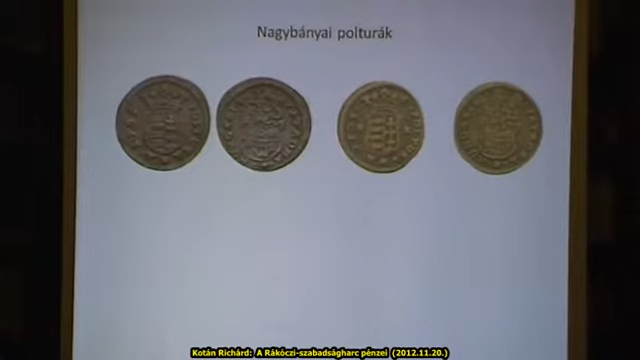 Nagybányai polturák
Kotán Richárd: A Rákóczi-szabadságharc pénzei (2012.11.20.)